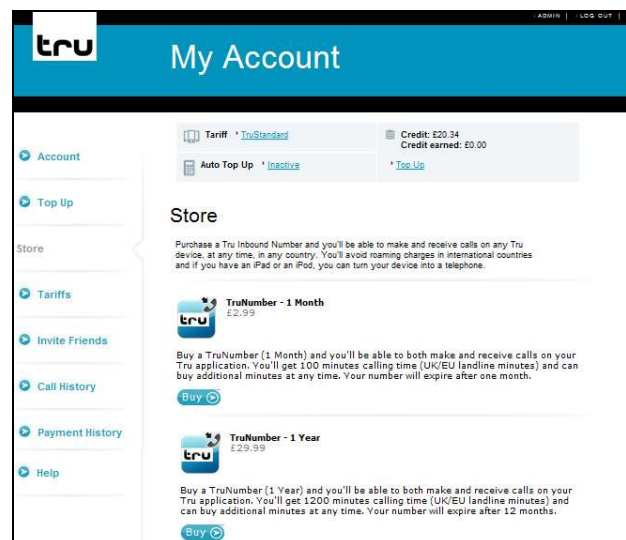 ADMIN | LOG OUT |
tru
My Account
Tariff TruStandard
Credit: £20.34
Credit earned: £0.00
Auto Top Up Inactive
Top Up
Account
Top Up
Store
Tariffs
Invite Friends
Call History
Payment History
Help
Store
Purchase a Tru Inbound Number and you'll be able to make and receive calls on any Tru
device, at any time, in any country. You'll avoid roaming charges in international countries
and if you have an iPad or an iPod, you can turn your device into a telephone.
tru
TruNumber - 1 Month
£2.99
Buy a TruNumber (1 Month) and you'll be able to both make and receive calls on your
Tru application. You'll get 100 minutes calling time (UK/EU landline minutes) and can
buy additional minutes at any time. Your number will expire after one month.
Buy
tru
TruNumber - 1 Year
£29.99
Buy a TruNumber (1 Year) and you'll be able to both make and receive calls on your
Tru application. You'll get 1200 minutes calling time (UK/EU landline minutes) and
can buy additional minutes at any time. Your number will expire after 12 months.
Buy